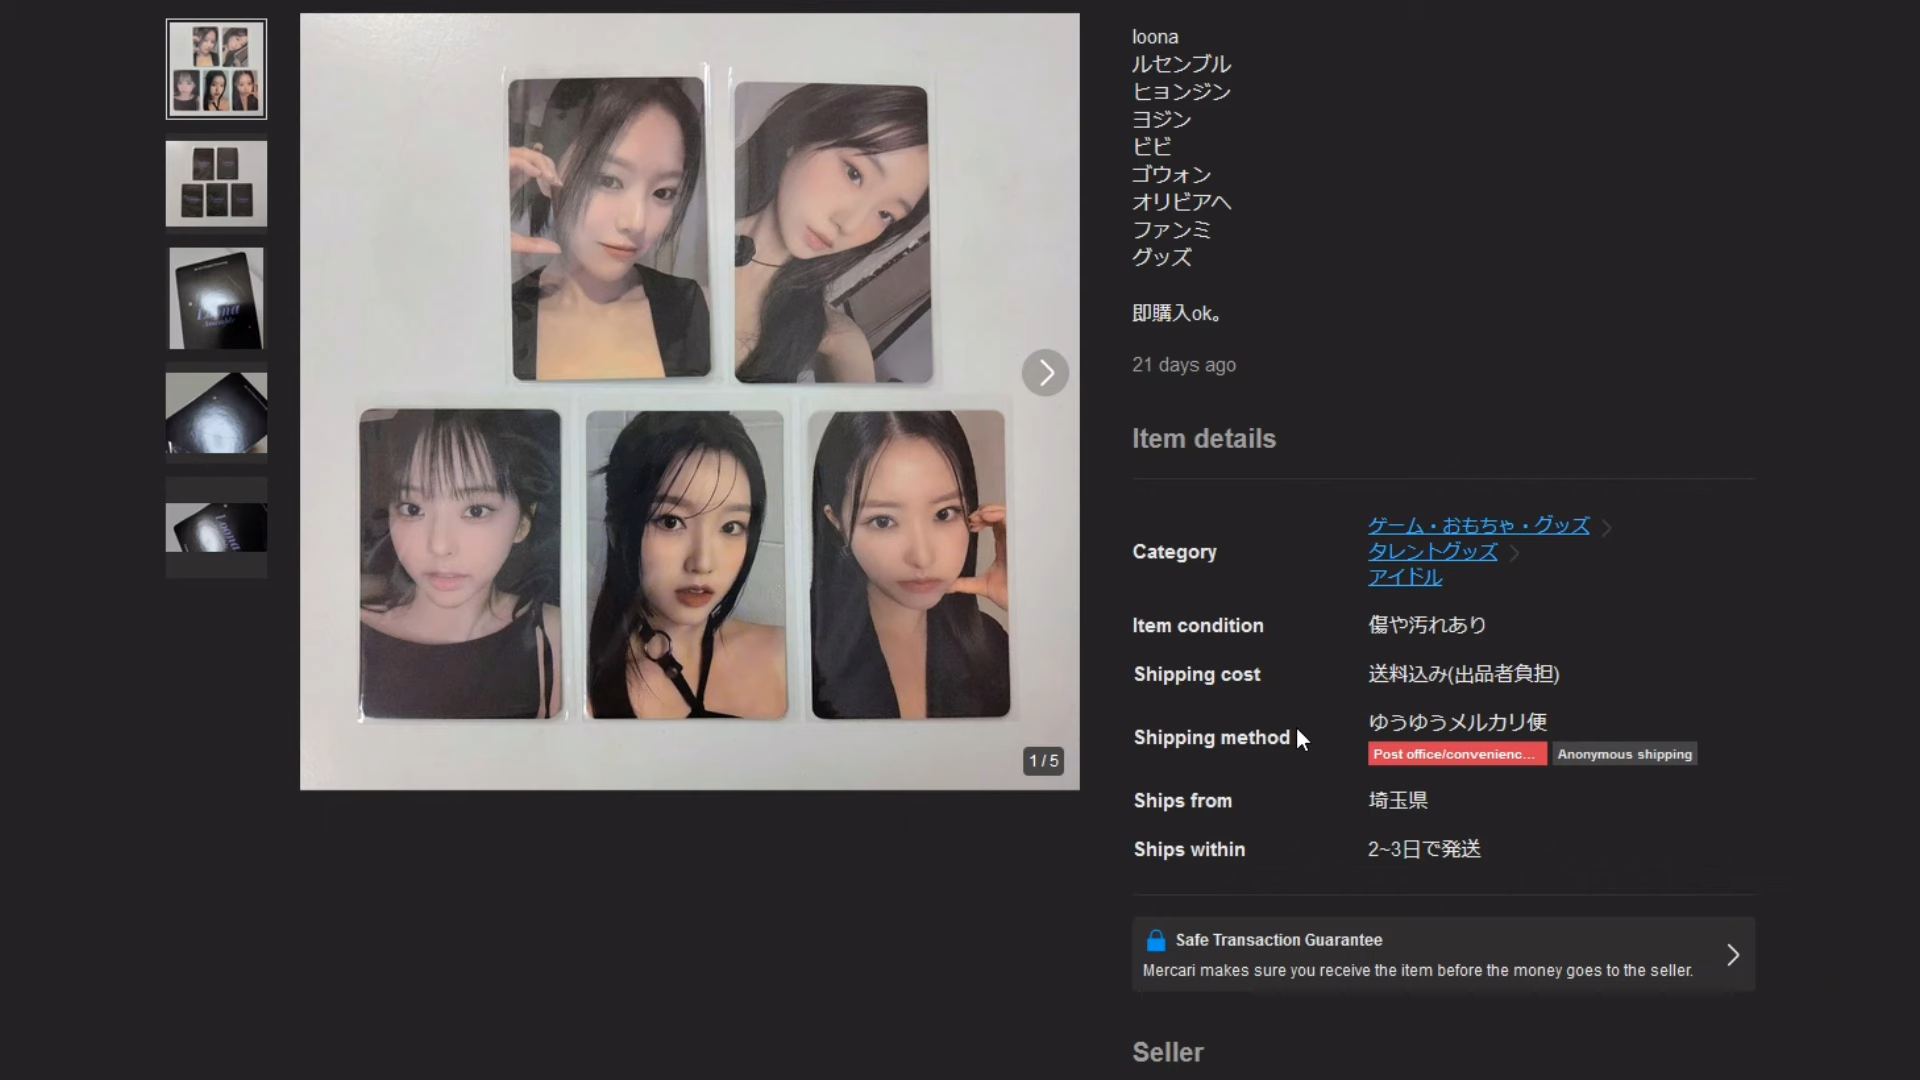 loona
ルセンブル
ヒョンジン
ヨジン
ビビ
ゴウォン
オリビアヘ
ファンミ
グッズ
即購入ok。
21 days ago
Item details
Category
ゲーム・おもちゃ・グッズ
タレントグッズ
アイドル
Item condition
傷や汚れあり
Shipping cost
送料込み(出品者負担)
Shipping method
ゆうゆうメルカリ便
Post office/convenienc...
Anonymous shipping
Ships from
埼玉県
Ships within
2~3日で発送
Safe Transaction Guarantee
Mercari makes sure you receive the item before the money goes to the seller.
Seller
1 / 5
Loona